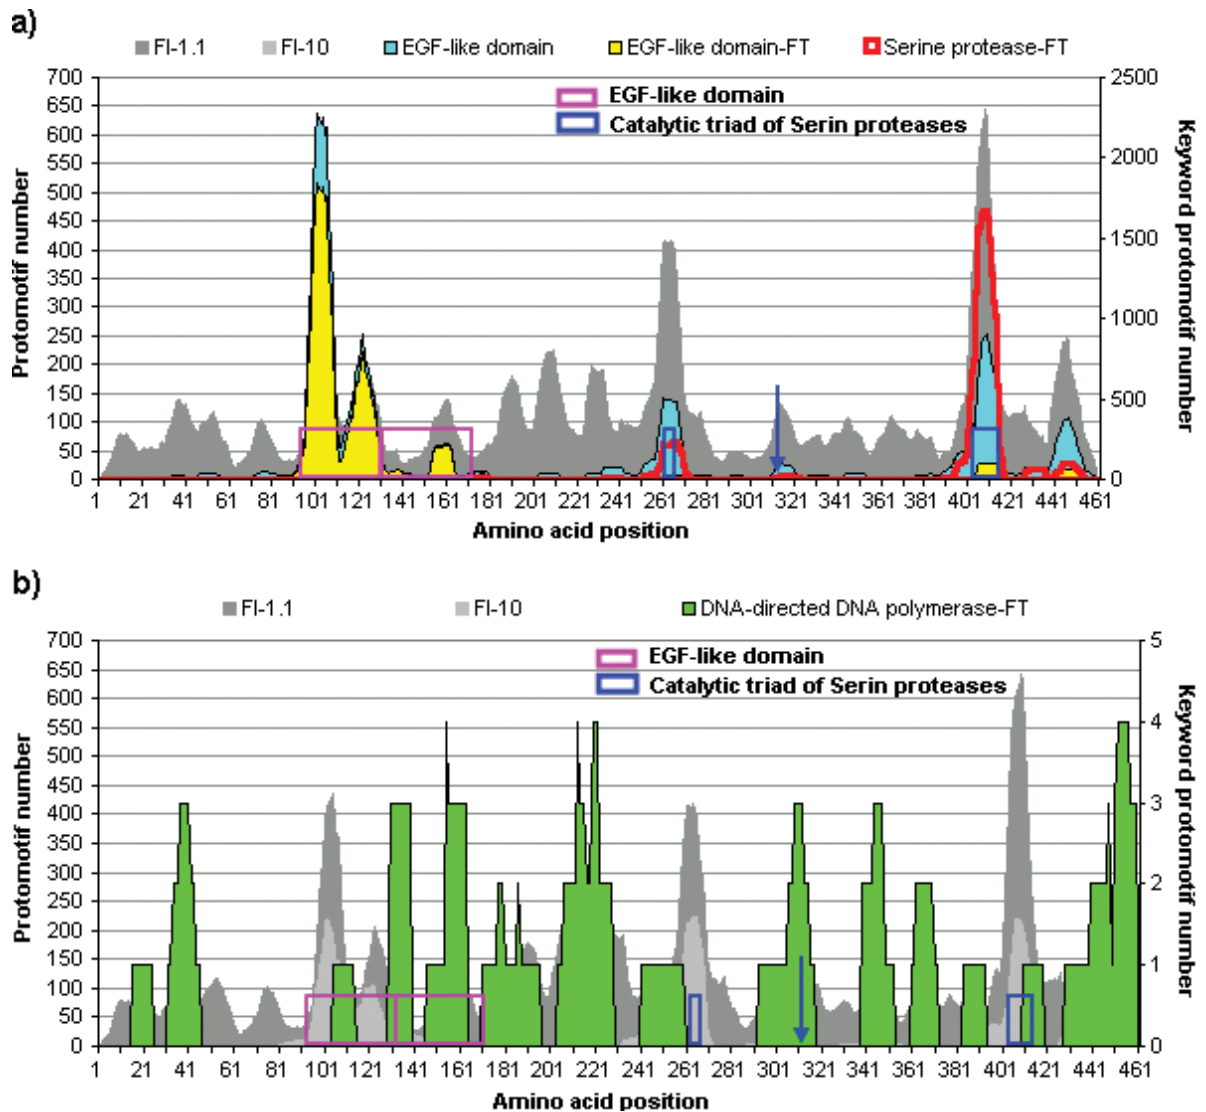 a)
FI-1.1 FI-10 EGF-like domain EGF-like domain-FT Serine protease-FT
EGF-like domain
Catalytic triad of Serin proteases
Protomotif number
700
650
600
550
500
450
400
350
300
250
200
150
100
50
0
2500
2000
1500
1000
500
0
Keyword protomotif number
1 21 41 61 81 101 121 141 161 181 201 221 241 261 281 301 321 341 361 381 401 421 441 461
Amino acid position
b)
FI-1.1 FI-10 DNA-directed DNA polymerase-FT
EGF-like domain
Catalytic triad of Serin proteases
Protomotif number
700
650
600
550
500
450
400
350
300
250
200
150
100
50
0
5
4
3
2
1
0
Keyword protomotif number
1 21 41 61 81 101 121 141 161 181 201 221 241 261 281 301 321 341 361 381 401 421 441 461
Amino acid position